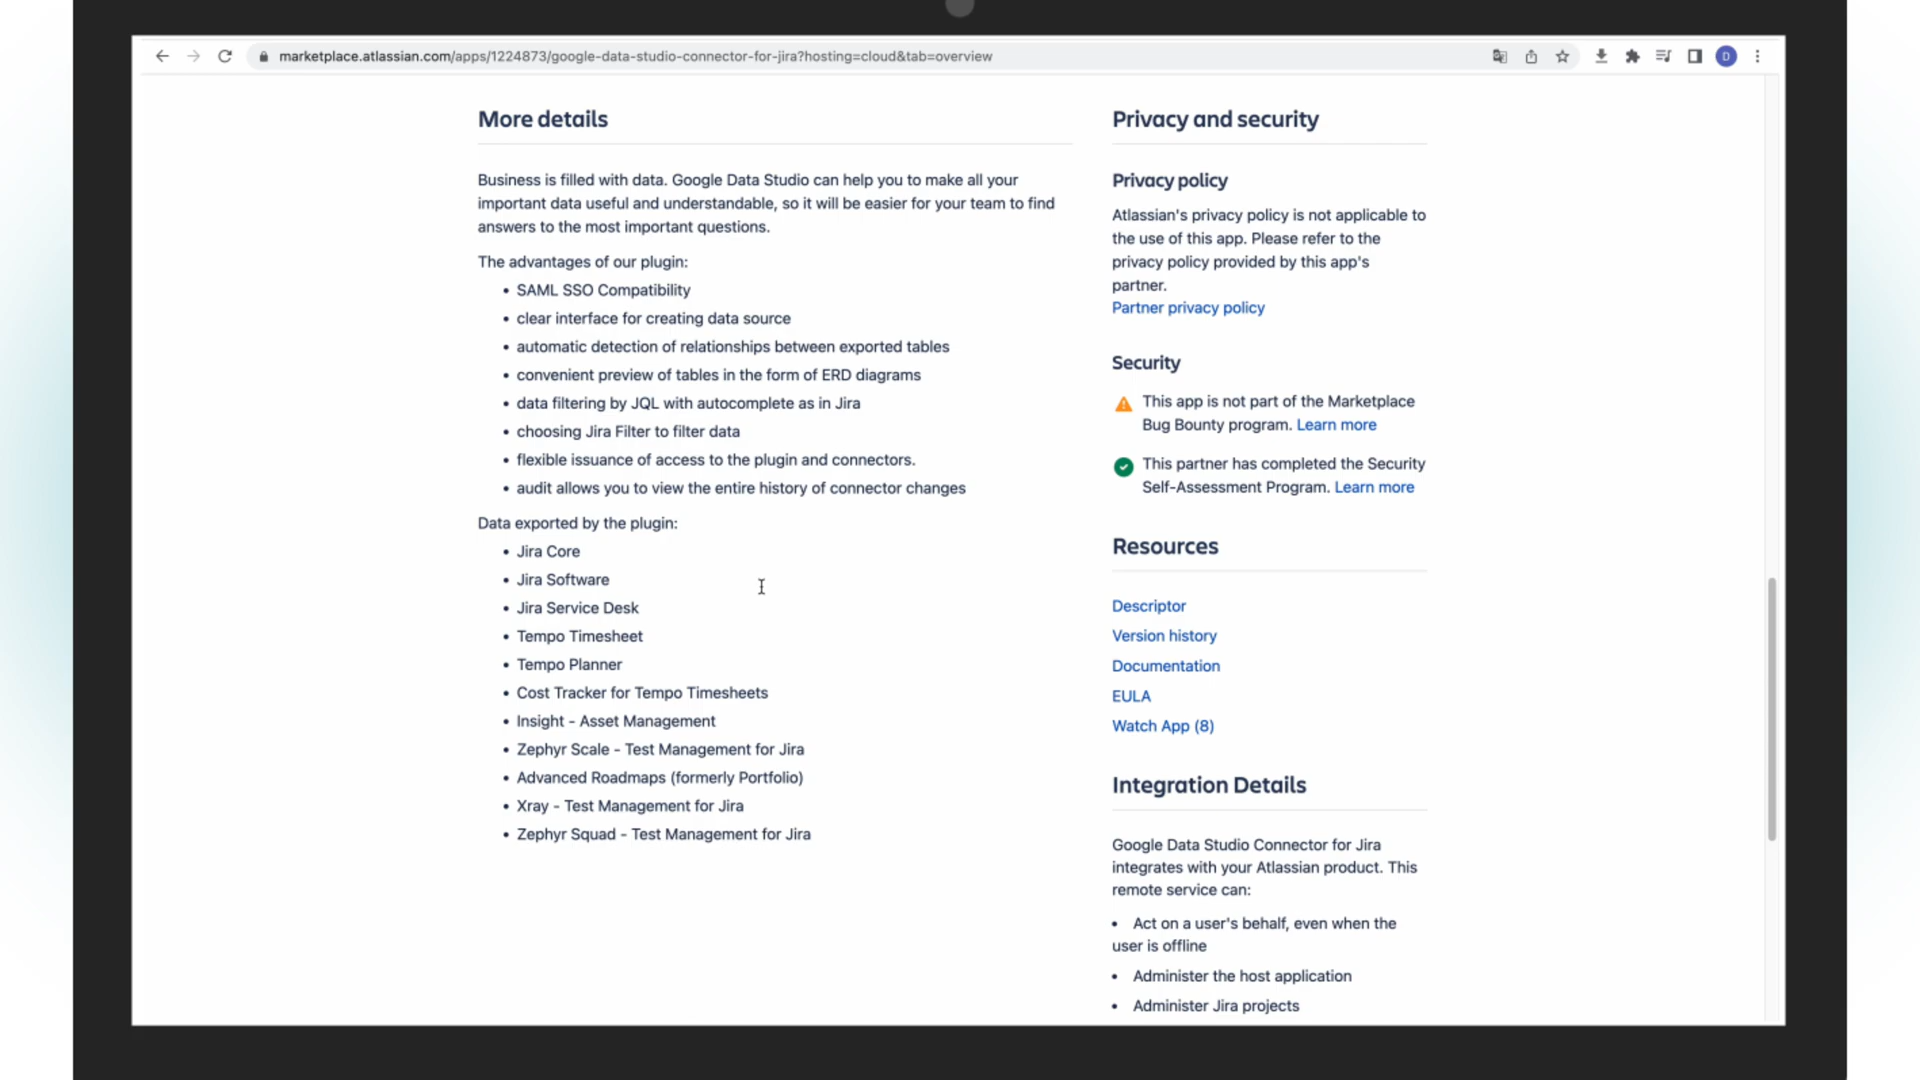 marketplace.atlassian.com/apps/1224873/google-data-studio-connector-for-jira?hosting=cloud&tab=overview
D
More details
Business is filled with data. Google Data Studio can help you to make all your
important data useful and understandable, so it will be easier for your team to find
answers to the most important questions.
The advantages of our plugin:
• SAML SSO Compatibility
• clear interface for creating data source
• automatic detection of relationships between exported tables
• convenient preview of tables in the form of ERD diagrams
• data filtering by JQL with autocomplete as in Jira
• choosing Jira Filter to filter data
• flexible issuance of access to the plugin and connectors.
• audit allows you to view the entire history of connector changes
Data exported by the plugin:
• Jira Core
• Jira Software
• Jira Service Desk
• Tempo Timesheet
• Tempo Planner
• Cost Tracker for Tempo Timesheets
• Insight - Asset Management
• Zephyr Scale - Test Management for Jira
• Advanced Roadmaps (formerly Portfolio)
• Xray - Test Management for Jira
• Zephyr Squad - Test Management for Jira
Privacy and security
Privacy policy
Atlassian's privacy policy is not applicable to
the use of this app. Please refer to the
privacy policy provided by this app's
partner.
Partner privacy policy
Security
This app is not part of the Marketplace
Bug Bounty program. Learn more
This partner has completed the Security
Self-Assessment Program. Learn more
Resources
Descriptor
Version history
Documentation
EULA
Watch App (8)
Integration Details
Google Data Studio Connector for Jira
integrates with your Atlassian product. This
remote service can:
• Act on a user's behalf, even when the
user is offline
• Administer the host application
• Administer Jira projects